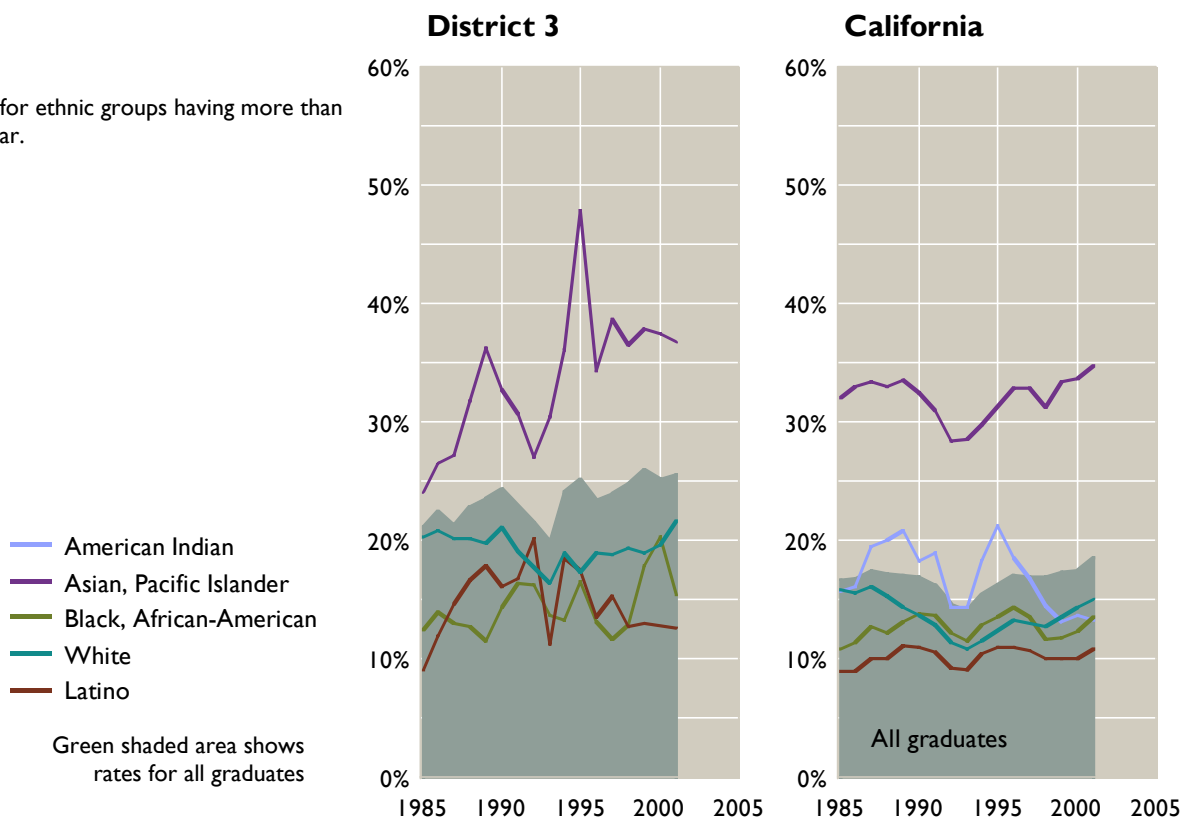 District 3
California
for ethnic groups having more than
ar.
60%
50%
40%
30%
20%
10%
0%
1985 1990 1995 2000 2005
60%
50%
40%
30%
20%
10%
0%
All graduates
1985 1990 1995 2000 2005
American Indian
Asian, Pacific Islander
Black, African-American
White
Latino
Green shaded area shows
rates for all graduates